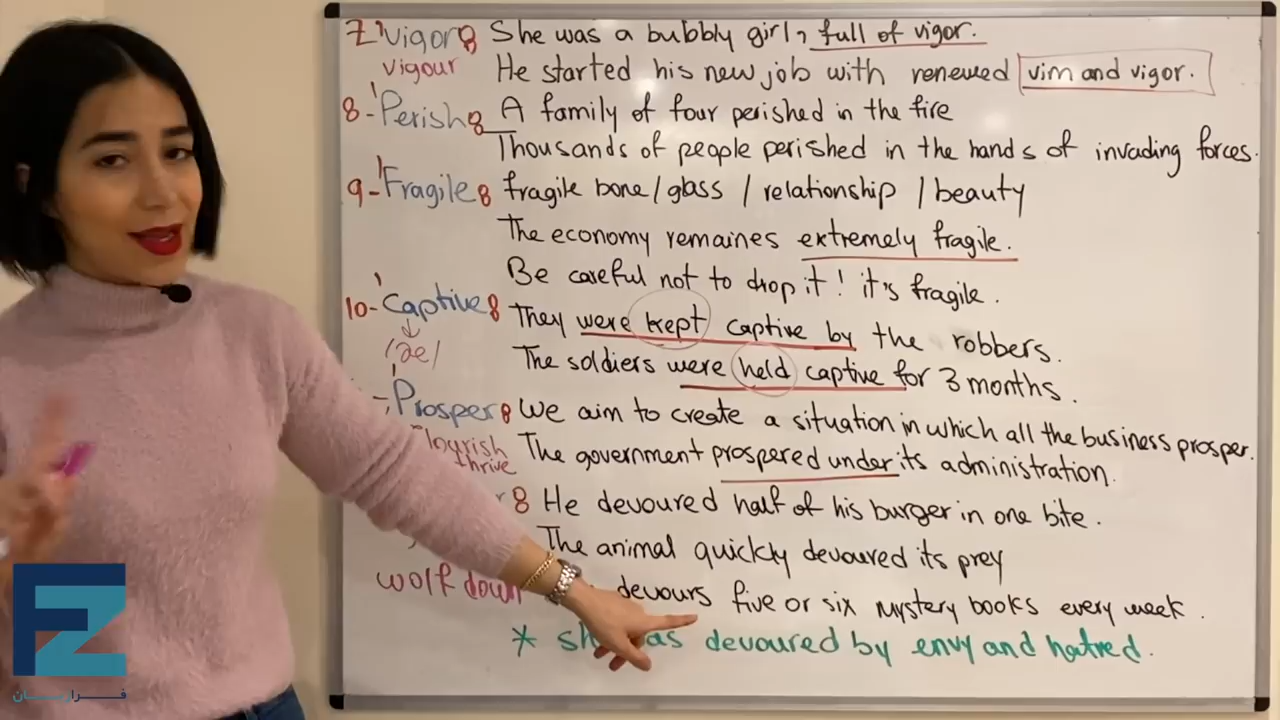 7 Vigor: She was a bubbly girl, full of vigor.
vigour He started his new job with renewed vim and vigor.
8- Perish: A family of four perished in the fire
Thousands of people perished in the hands of invading forces.
9- Fragile: fragile bone/glass / relationship / beauty
The economy remaines extremely fragile.
Be careful not to drop it! it's fragile.
10- Captive: They were kept captive by the robbers.
/æ/ The soldiers were held captive for 3 months.
Prosper: We aim to create a situation in which all the business prosper.
flourish
thrive The government prospered under its administration.
He devoured half of his burger in one bite.
The animal quickly devoured its prey
wolf down devours five or six mystery books every week.
* devoured by envy and hatred.
FZ
فرازبان